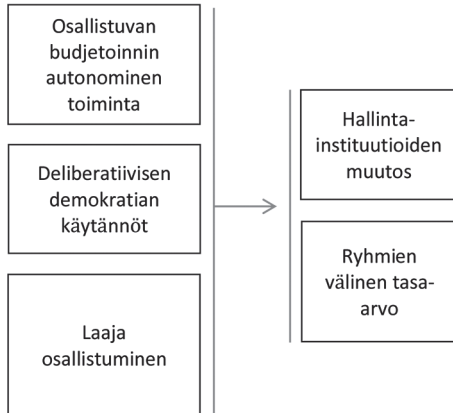 Osallistuvan
budjetoinnin
autonominen
toiminta
Deliberatiivisen
demokratian
käytännöt
Laaja
osallistuminen
Hallinta-
instituutioiden
muutos
Ryhmien
välinen tasa-
arvo